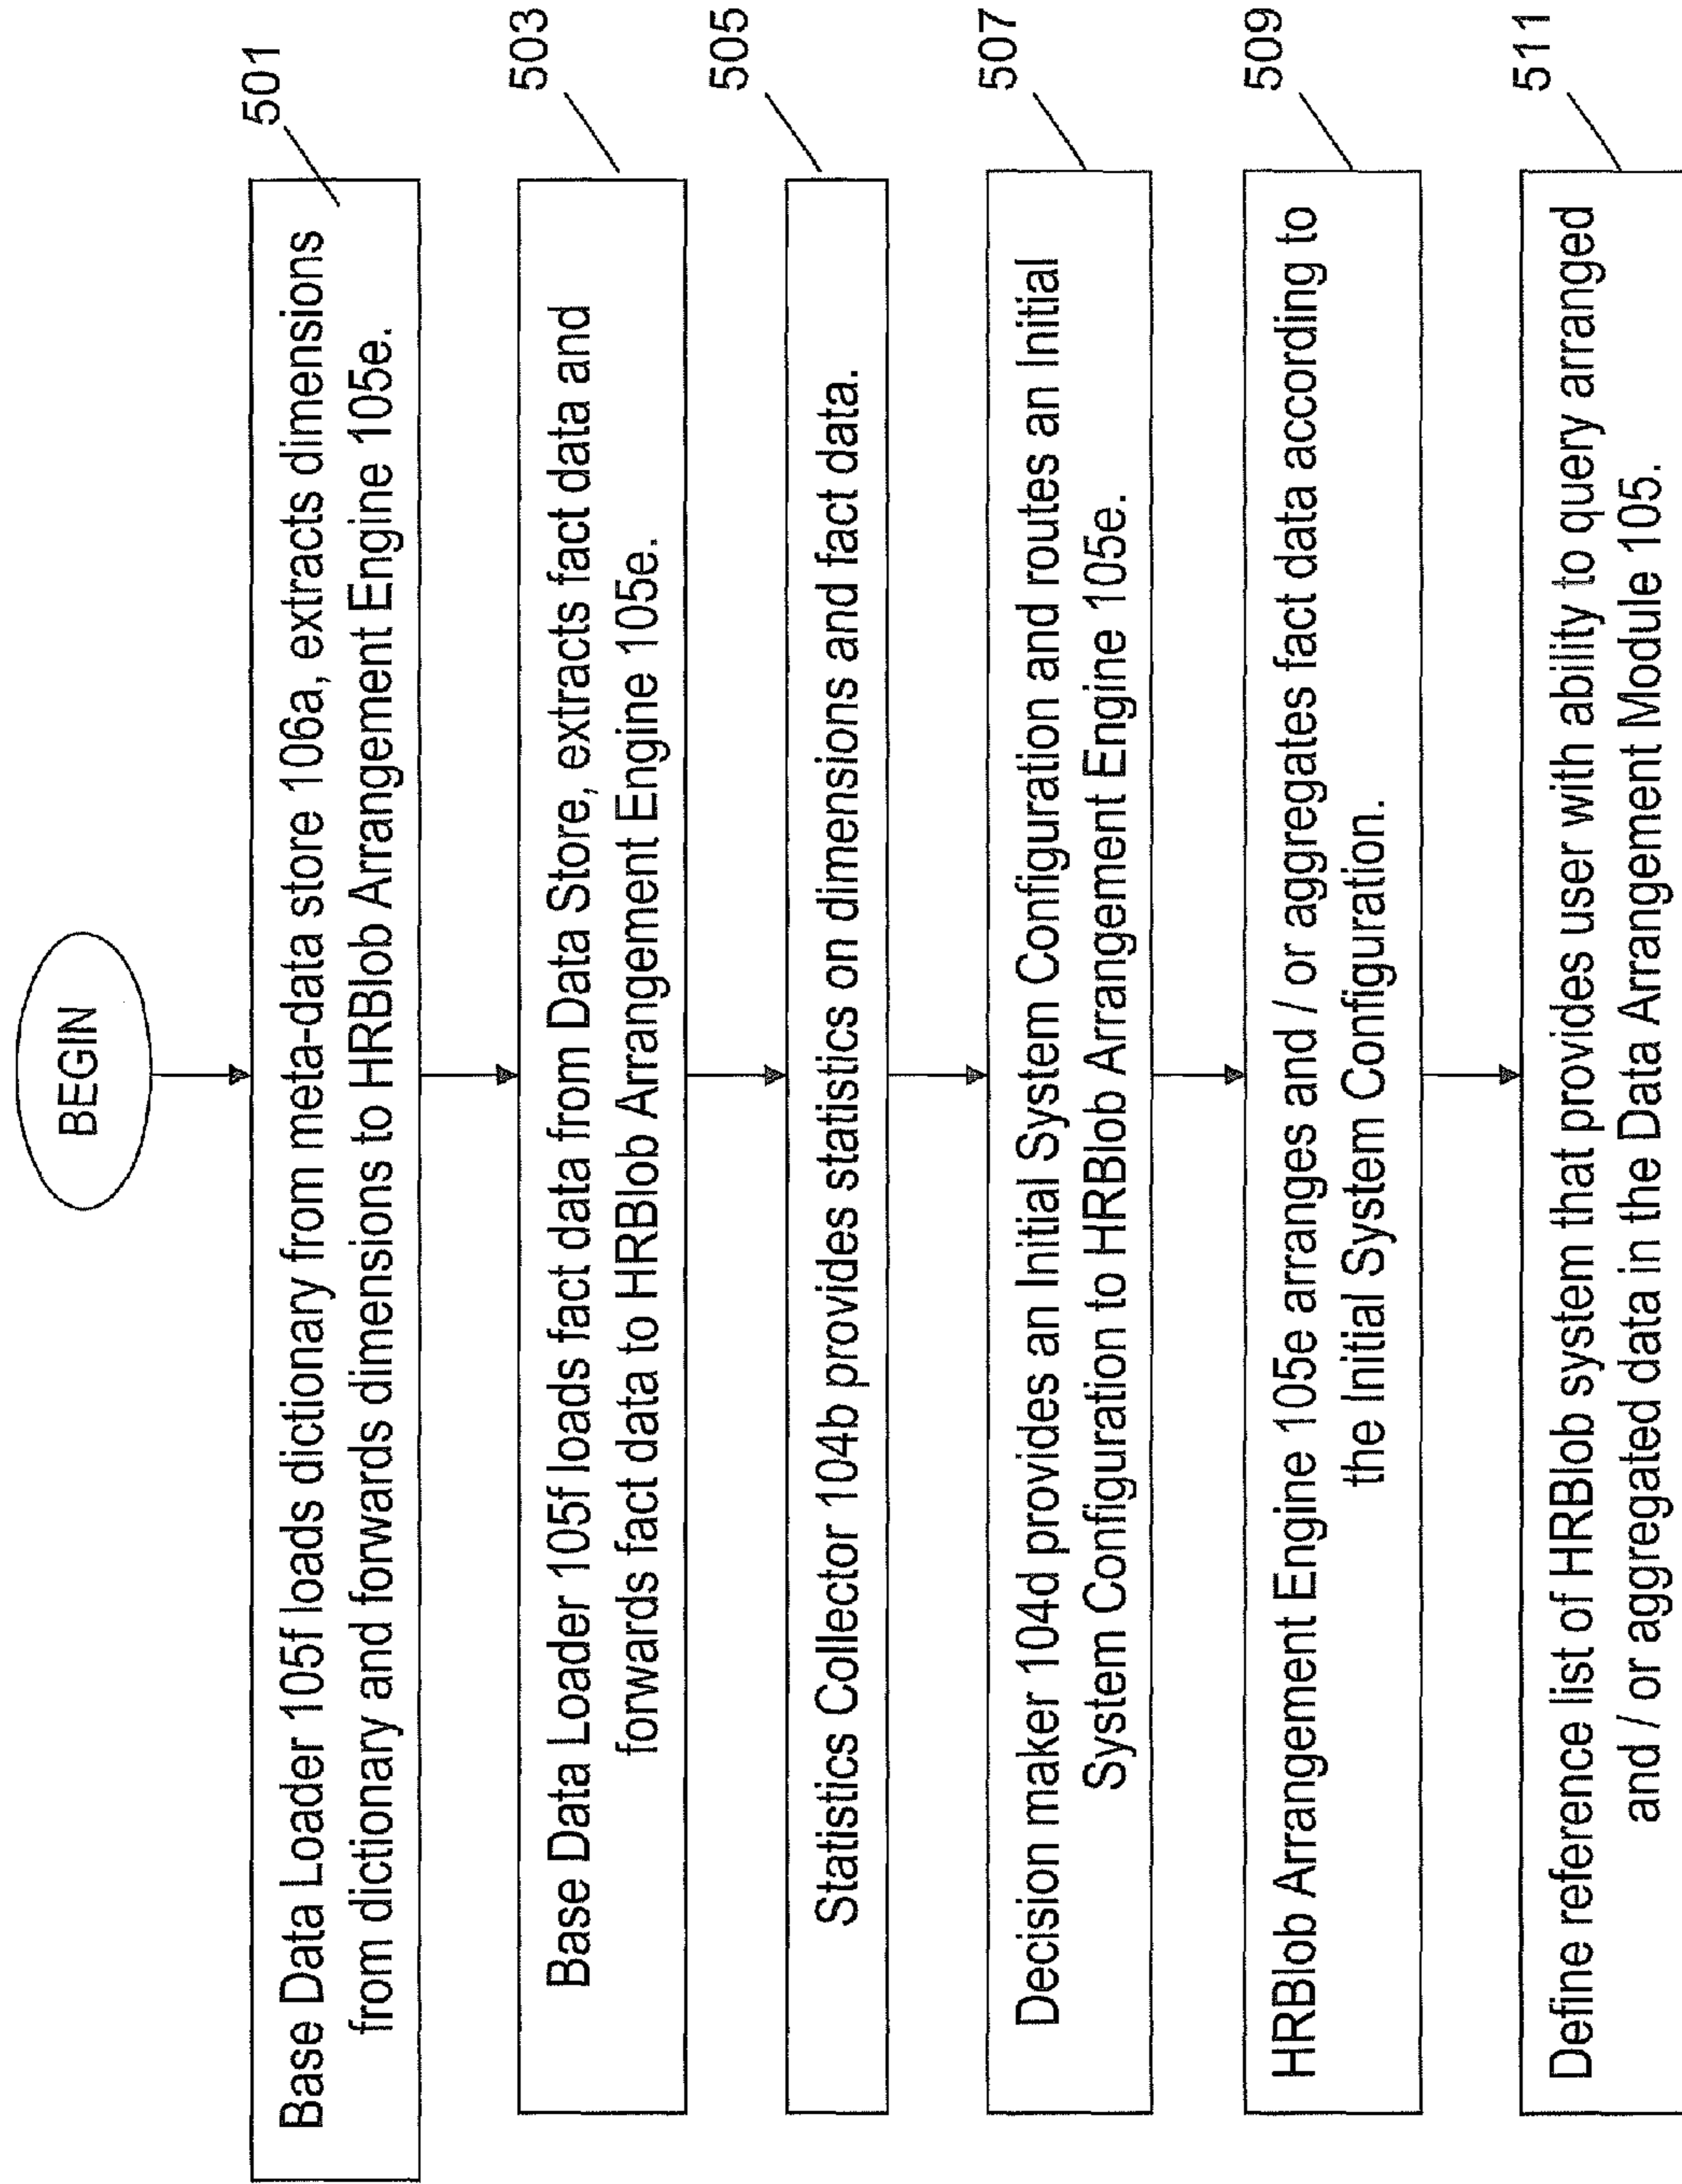 BEGIN
501
Base Data Loader 105f loads dictionary from meta-data store 106a, extracts dimensions
from dictionary and forwards dimensions to HRBlob Arrangement Engine 105e.
503
Base Data Loader 105f loads fact data from Data Store, extracts fact data and
forwards fact data to HRBlob Arrangement Engine 105e.
505
Statistics Collector 104b provides statistics on dimensions and fact data.
507
Decision maker 104d provides an Initial System Configuration and routes an Initial
System Configuration to HRBlob Arrangement Engine 105e.
509
HRBlob Arrangement Engine 105e arranges and / or aggregates fact data according to
the Initial System Configuration.
511
Define reference list of HRBlob system that provides user with ability to query arranged
and / or aggregated data in the Data Arrangement Module 105.